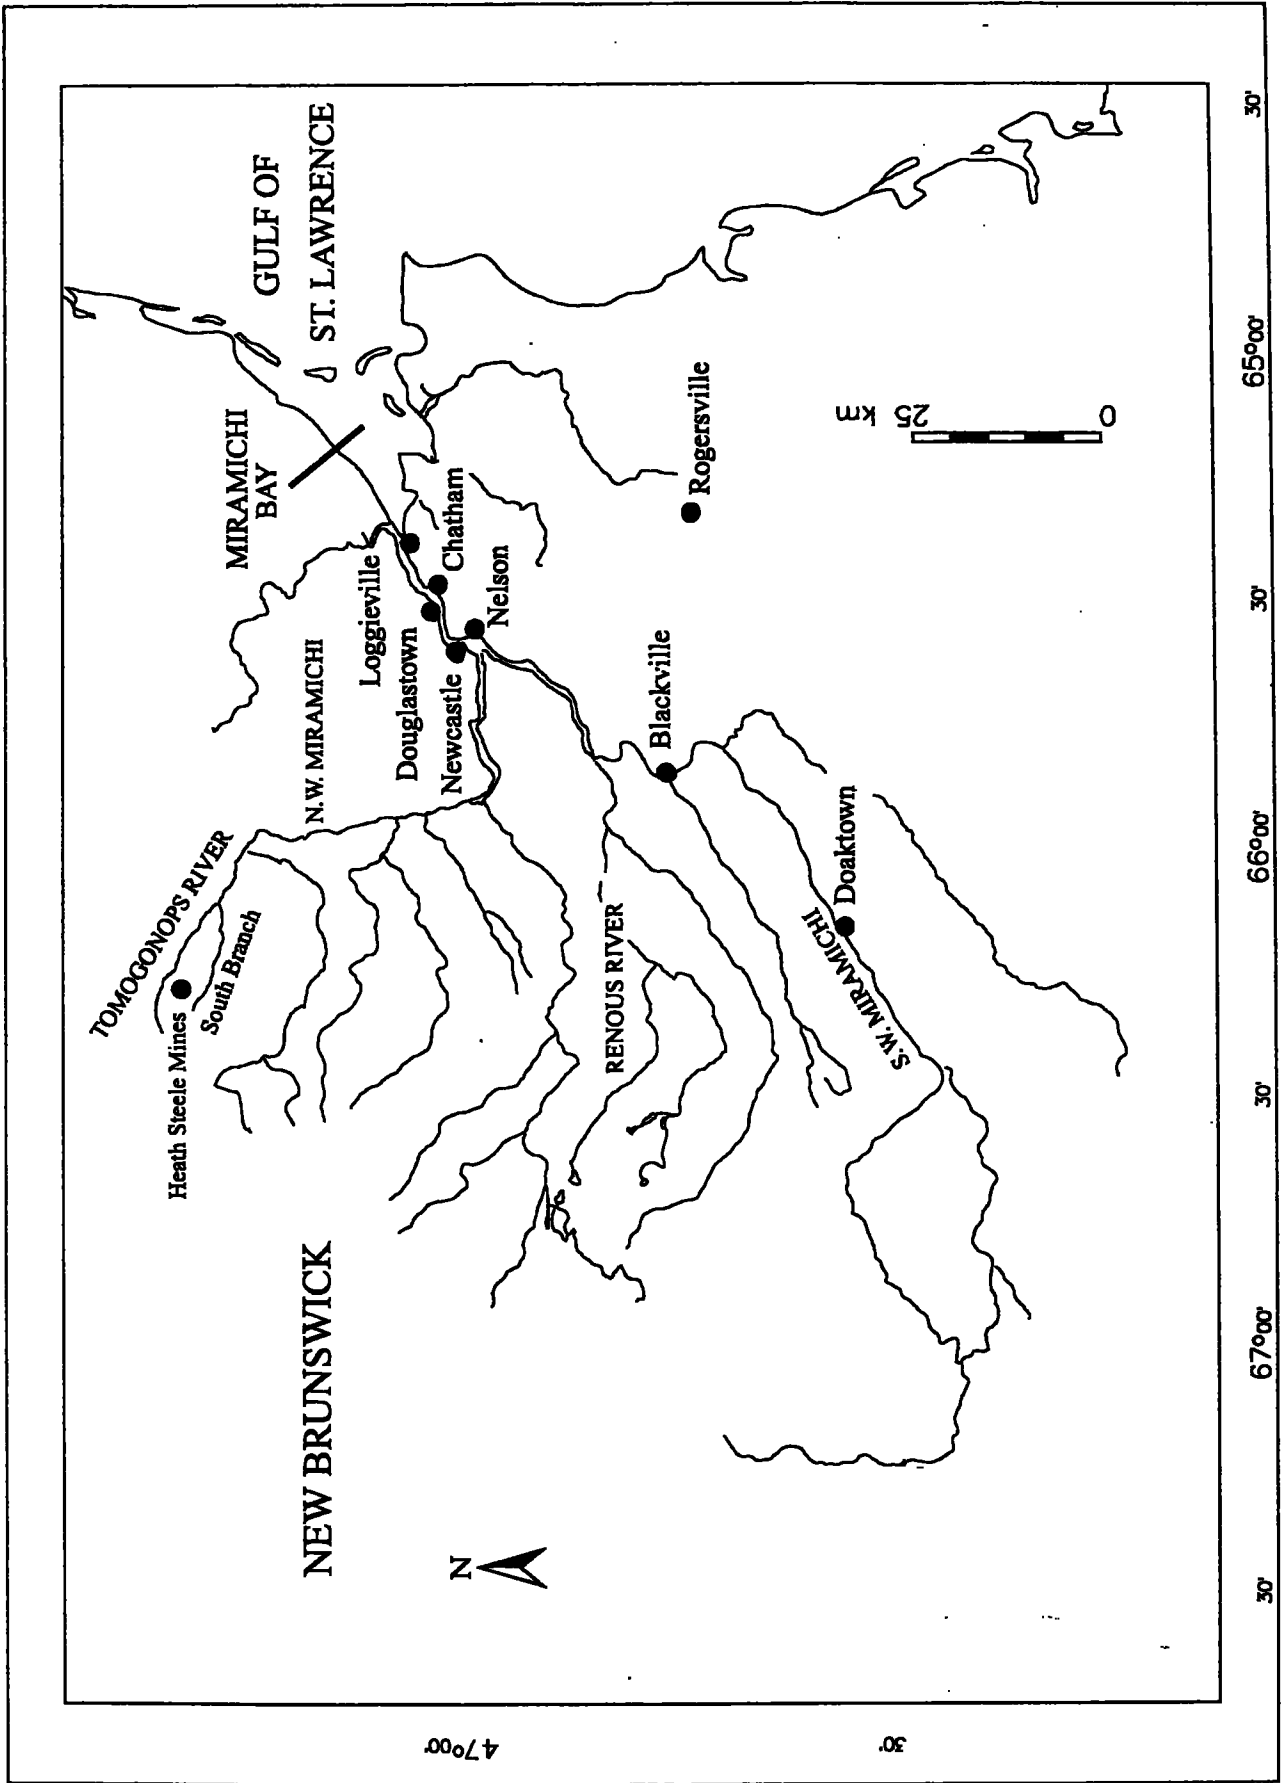 GULF OF
ST. LAWRENCE
MIRAMICHI
BAY
NEW BRUNSWICK
N
TOMOGONOPS RIVER
South Branch
Heath Steele Mines
N.W. MIRAMICHI
Loggieville
Douglastown
Newcastle
Chatham
Nelson
Rogersville
Blackville
RENOUS RIVER
Doaktown
S.W. MIRAMICHI
0
25 km
47°00'
30'
30'
67°00'
30'
66°00'
30'
65°00'
30'